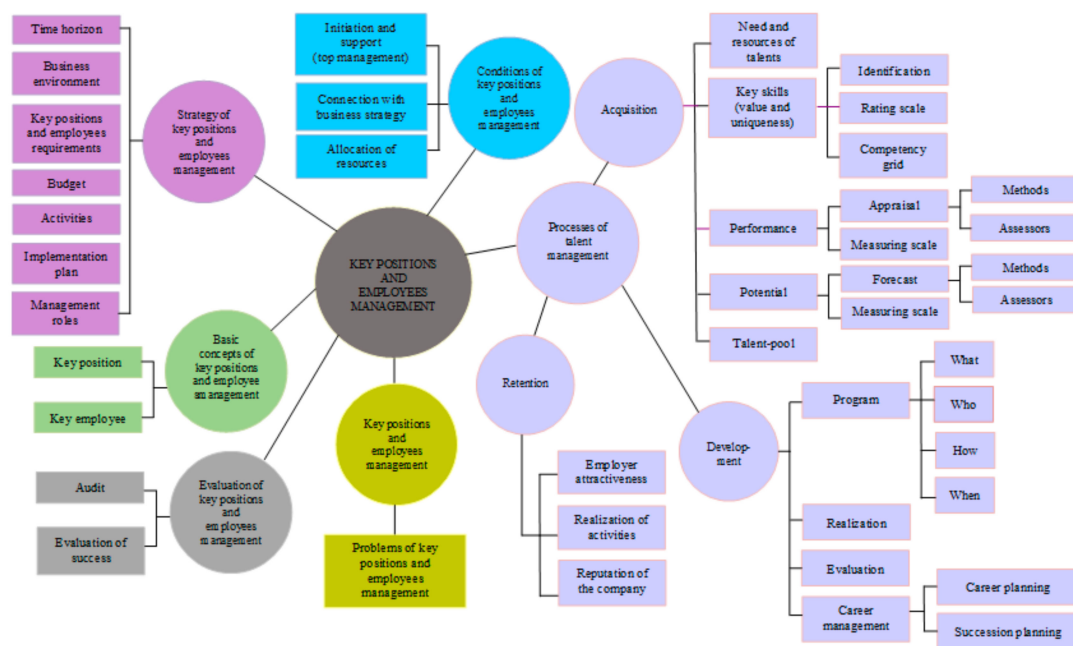 Time horizon
Business
environment
Key positions
and employees
requirements
Budget
Activities
Implementation
plan
Management
roles
Strategy of
key positions
and
employees
management
Initiation and
support
(top management)
Connection with
business strategy
Allocation of
resources
Conditions of
key positions
and
employees
management
KEY POSITIONS
AND
EMPLOYEES
MANAGEMENT
Basic
concepts of
key positions
and employee
smanagement
Key position
Key employee
Evaluation of
key positions
and
employees
management
Audit
Evaluation of
success
Key positions
and
employees
management
Problems of key
positions and
employees
management
Processes of
talent
management
Acquisition
Need and
resources of
talents
Key skills
(value and
uniqueness)
Identification
Rating scale
Competency
grid
Performance
Appraisal
Methods
Assessors
Measuring scale
Potential
Forecast
Methods
Assessors
Measuring scale
Talent-pool
Retention
Employer
attractiveness
Realization of
activities
Reputation of
the company
Develop-
ment
Program
What
Who
How
When
Realization
Evaluation
Career
management
Career planning
Succession planning